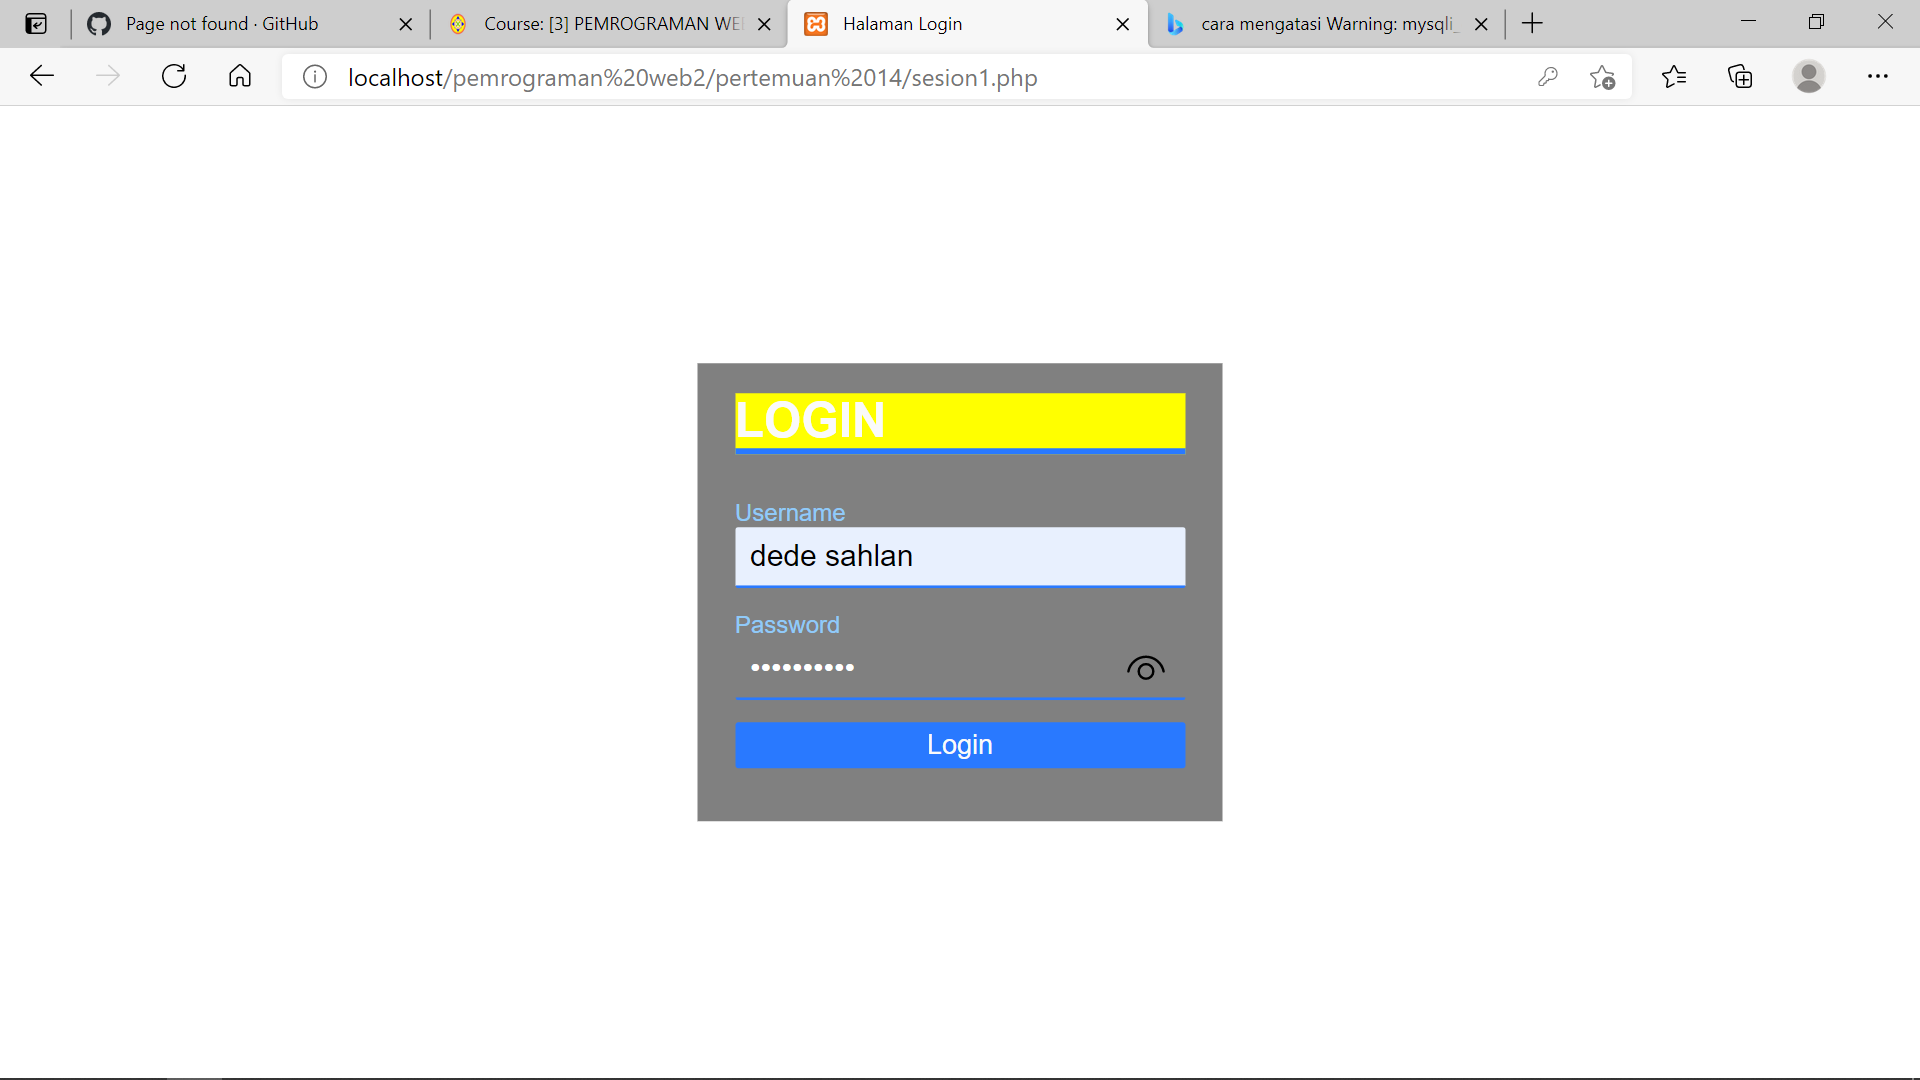 Page not found · GitHub
Course: [3] PEMROGRAMAN WE
Halaman Login
cara mengatasi Warning: mysqli_
localhost/pemrograman%20web2/pertemuan%2014/sesion1.php
LOGIN
Username
dede sahlan
Password
••••••••••
Login